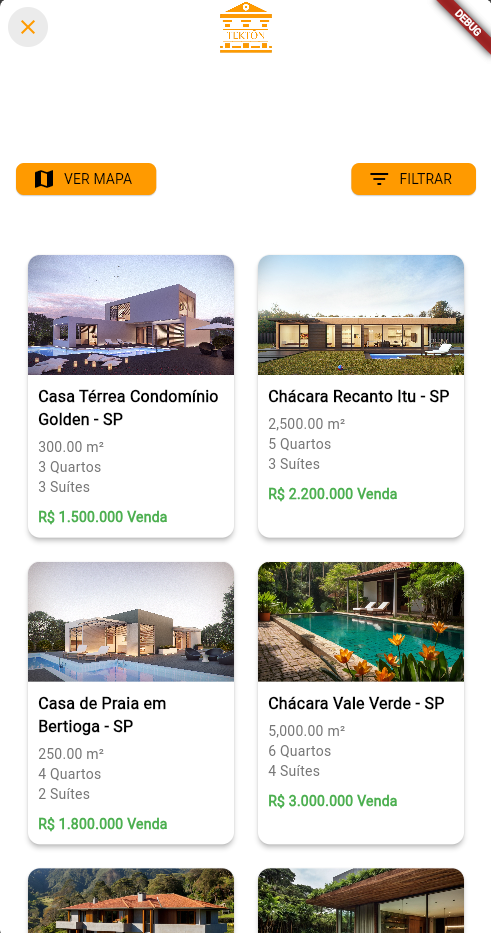 TEKTŌN
DEBUG
VER MAPA
FILTRAR
Casa Térrea Condomínio
Golden - SP
300.00 m²
3 Quartos
3 Suítes
R$ 1.500.000 Venda
Chácara Recanto Itu - SP
2,500.00 m²
5 Quartos
3 Suítes
R$ 2.200.000 Venda
Casa de Praia em
Bertioga - SP
250.00 m²
4 Quartos
2 Suítes
R$ 1.800.000 Venda
Chácara Vale Verde - SP
5,000.00 m²
6 Quartos
4 Suítes
R$ 3.000.000 Venda